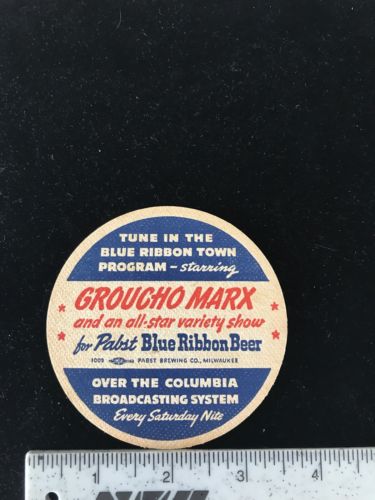 TUNE IN THE
BLUE RIBBON TOWN
PROGRAM - starring
GROUCHO MARX
and an all-star variety show
for Pabst Blue Ribbon Beer
1009 PABST BREWING CO., MILWAUKEE
OVER THE COLUMBIA
BROADCASTING SYSTEM
Every Saturday Nite
1 2 3 4